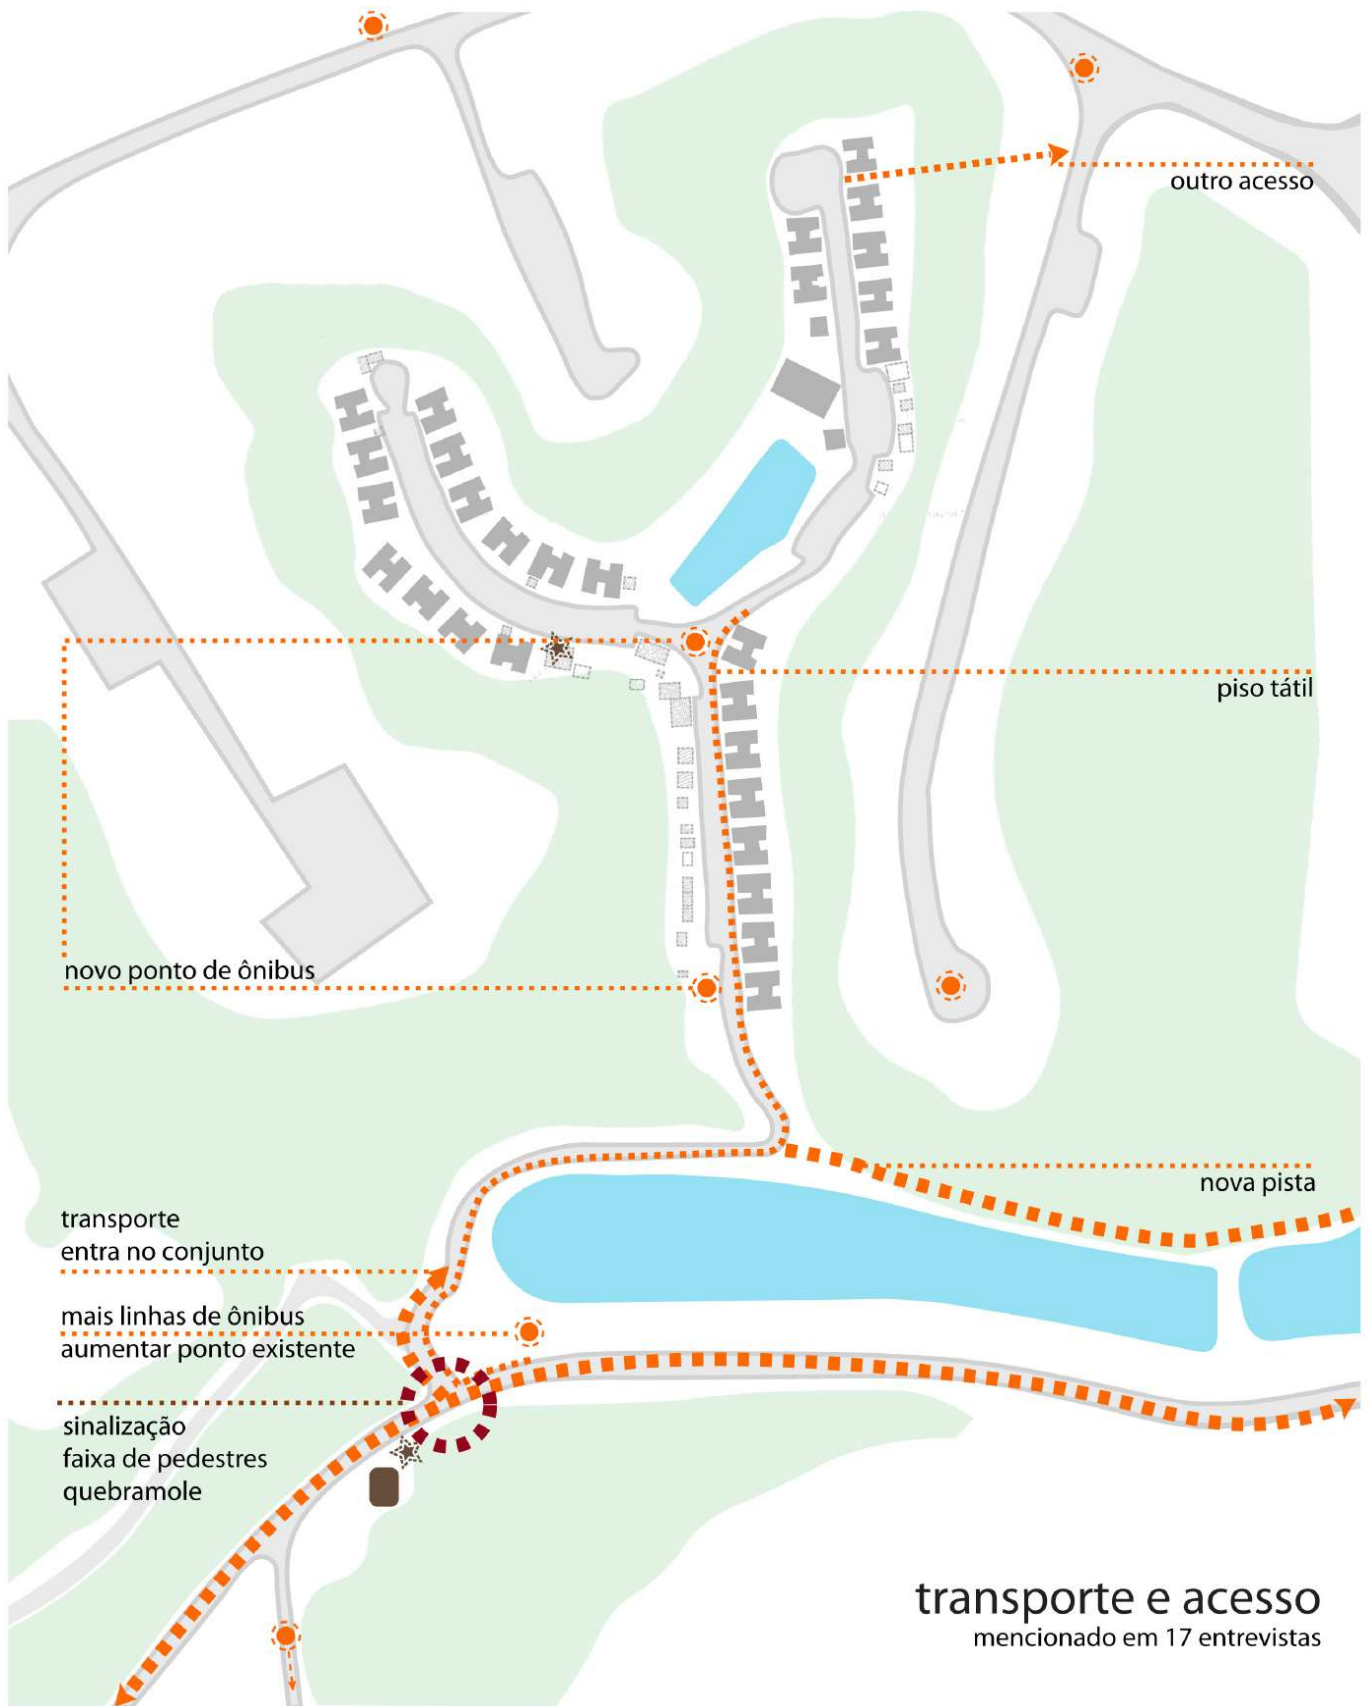 outro acesso
piso tátil
novo ponto de ônibus
nova pista
transporte
entra no conjunto
mais linhas de ônibus
aumentar ponto existente
sinalização
faixa de pedestres
quebramole
transporte e acesso
mencionado em 17 entrevistas